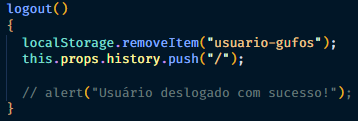 logout()
{
localStorage.removeItem("usuario-gufos");
this.props.history.push("/");
// alert("Usuário deslogado com sucesso!");
}